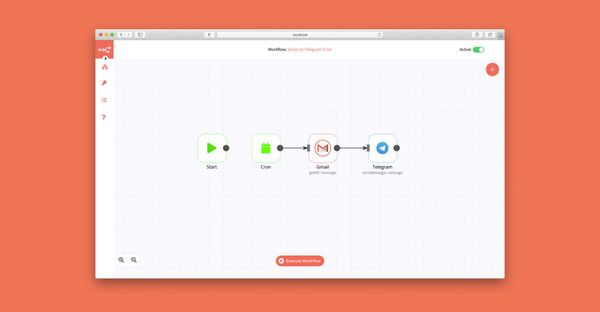 localhost
Workflow: Gmail to Telegram Cron
Active:
Start
Cron
Gmail
getAll: message
Telegram
sendMessage: message
Execute Workflow